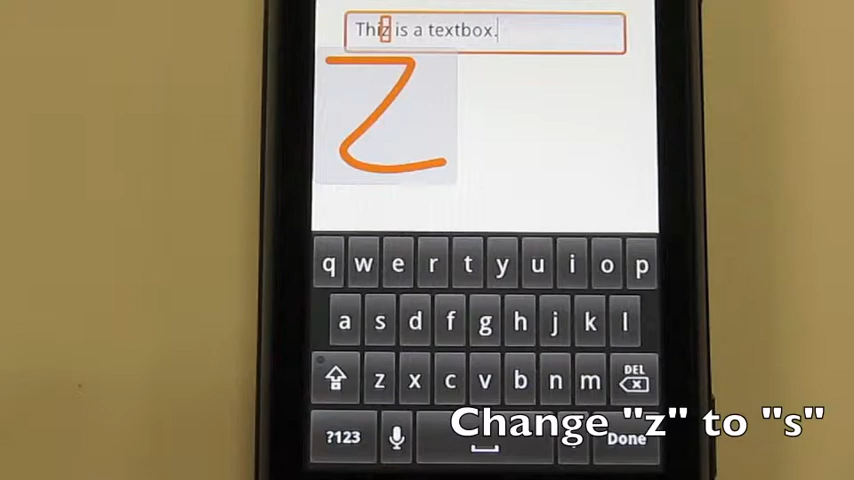 Thiz is a textbox.
Z
q w e r t y u i o p
a s d f g h j k l
z x c v b n m DEL
?123 Done
Change "z" to "s"